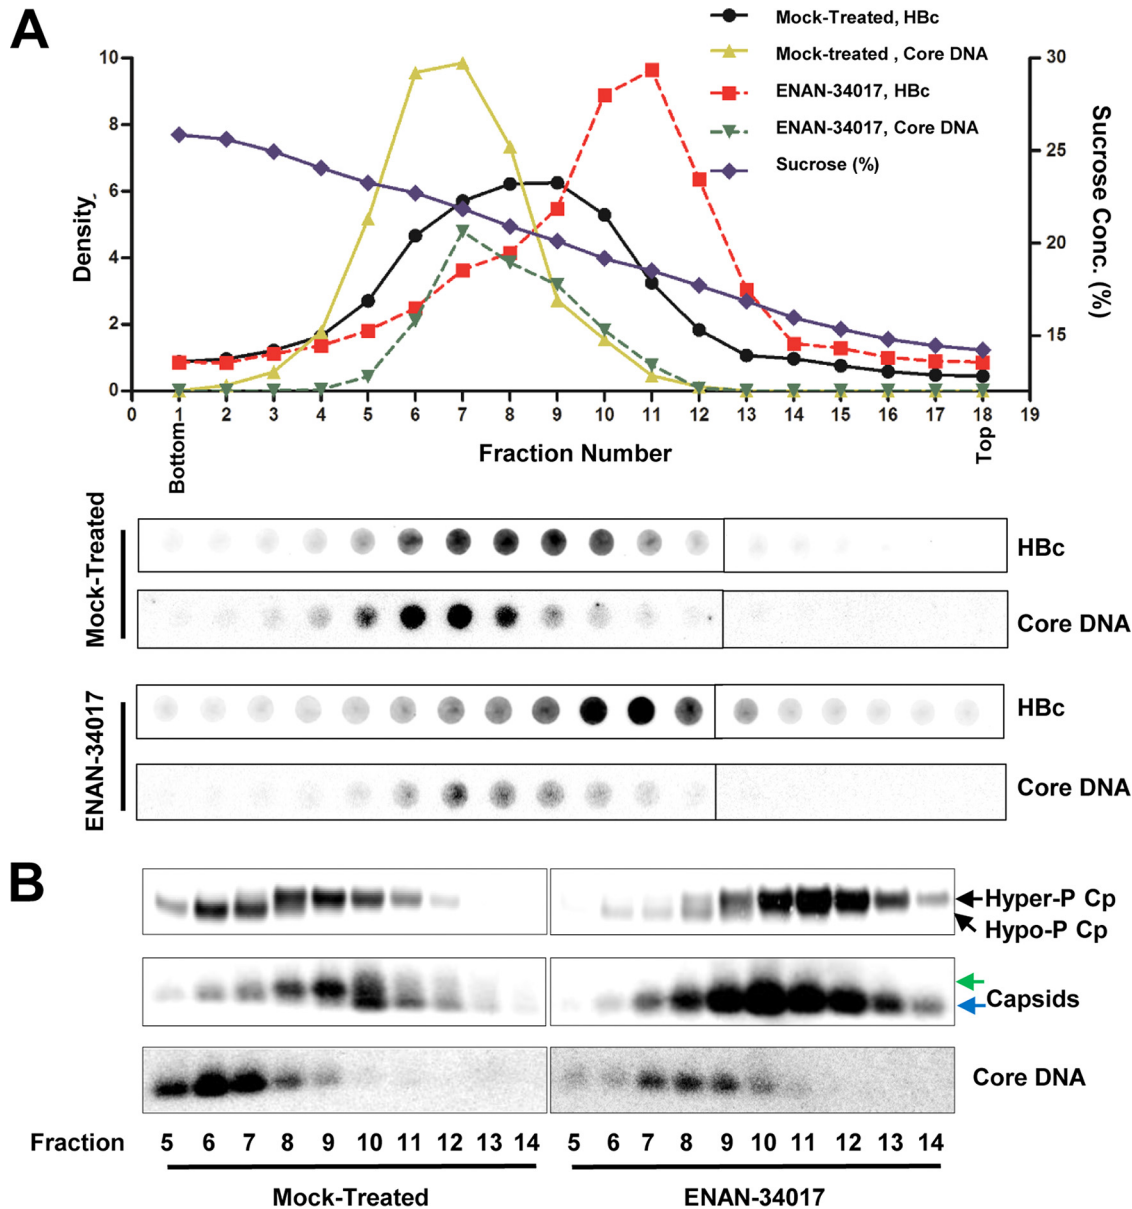 A
Mock-Treated, HBc
Mock-treated , Core DNA
ENAN-34017, HBc
ENAN-34017, Core DNA
Sucrose (%)
10
8
6
4
2
0
Density
30
25
20
15
Sucrose Conc. (%)
0 1 2 3 4 5 6 7 8 9 10 11 12 13 14 15 16 17 18 19
Bottom
Fraction Number
Top
Mock-Treated
HBc
Core DNA
ENAN-34017
HBc
Core DNA
B
Hyper-P Cp
Hypo-P Cp
Capsids
Core DNA
Fraction 5 6 7 8 9 10 11 12 13 14 5 6 7 8 9 10 11 12 13 14
Mock-Treated ENAN-34017